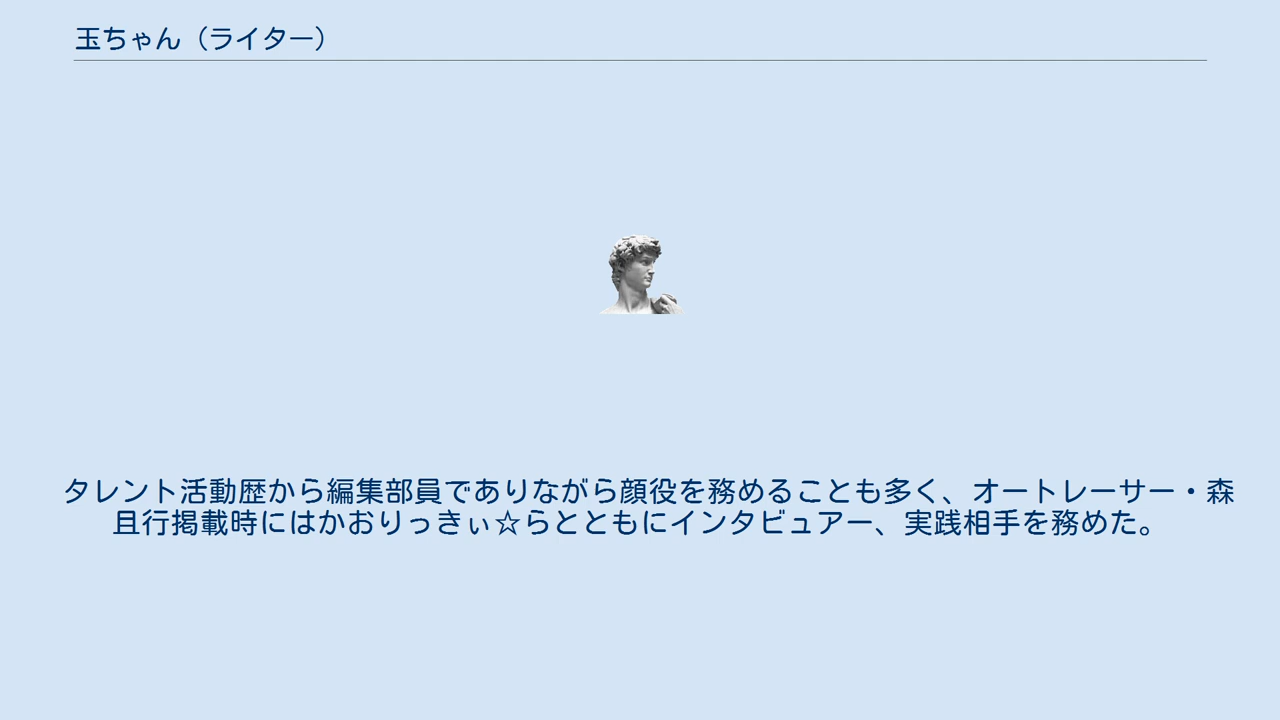 玉ちゃん（ライター）
タレント活動歴から編集部員でありながら顔役を務めることも多く、オートレーサー・森
且行掲載時にはかおりっきぃ☆らとともにインタビュアー、実践相手を務めた。